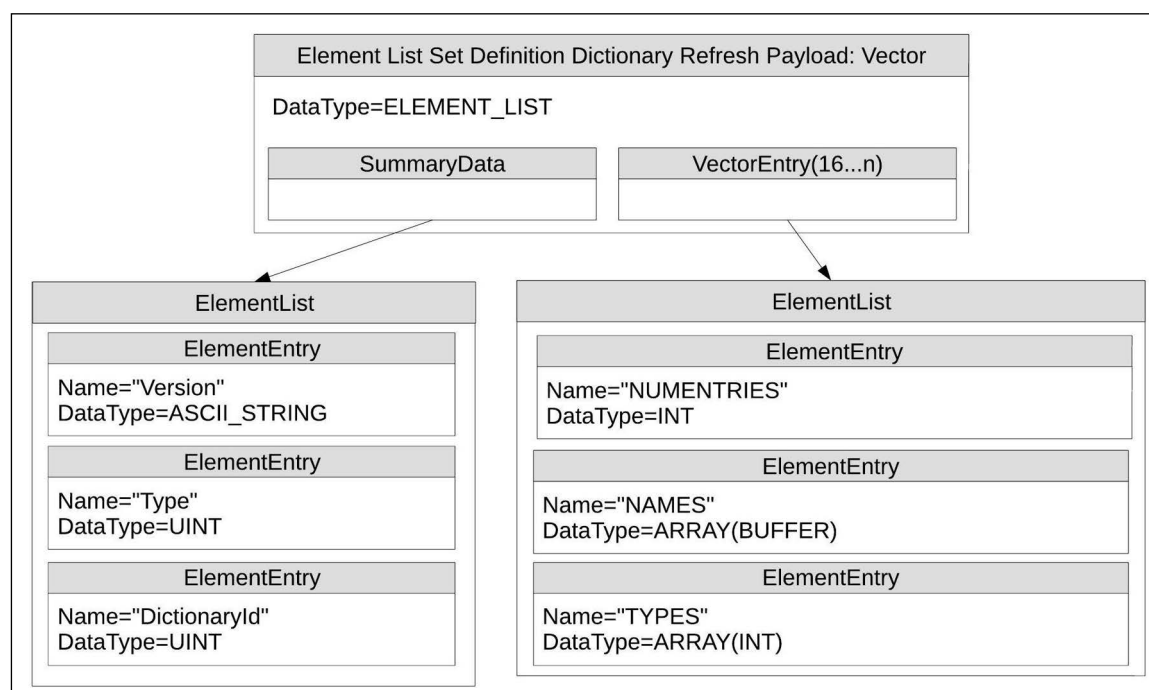 Element List Set Definition Dictionary Refresh Payload: Vector
DataType=ELEMENT_LIST
SummaryData
VectorEntry(16...n)
ElementList
ElementEntry
Name="Version"
DataType=ASCII_STRING
ElementEntry
Name="Type"
DataType=UINT
ElementEntry
Name="DictionaryId"
DataType=UINT
ElementList
ElementEntry
Name="NUMENTRIES"
DataType=INT
ElementEntry
Name="NAMES"
DataType=ARRAY(BUFFER)
ElementEntry
Name="TYPES"
DataType=ARRAY(INT)